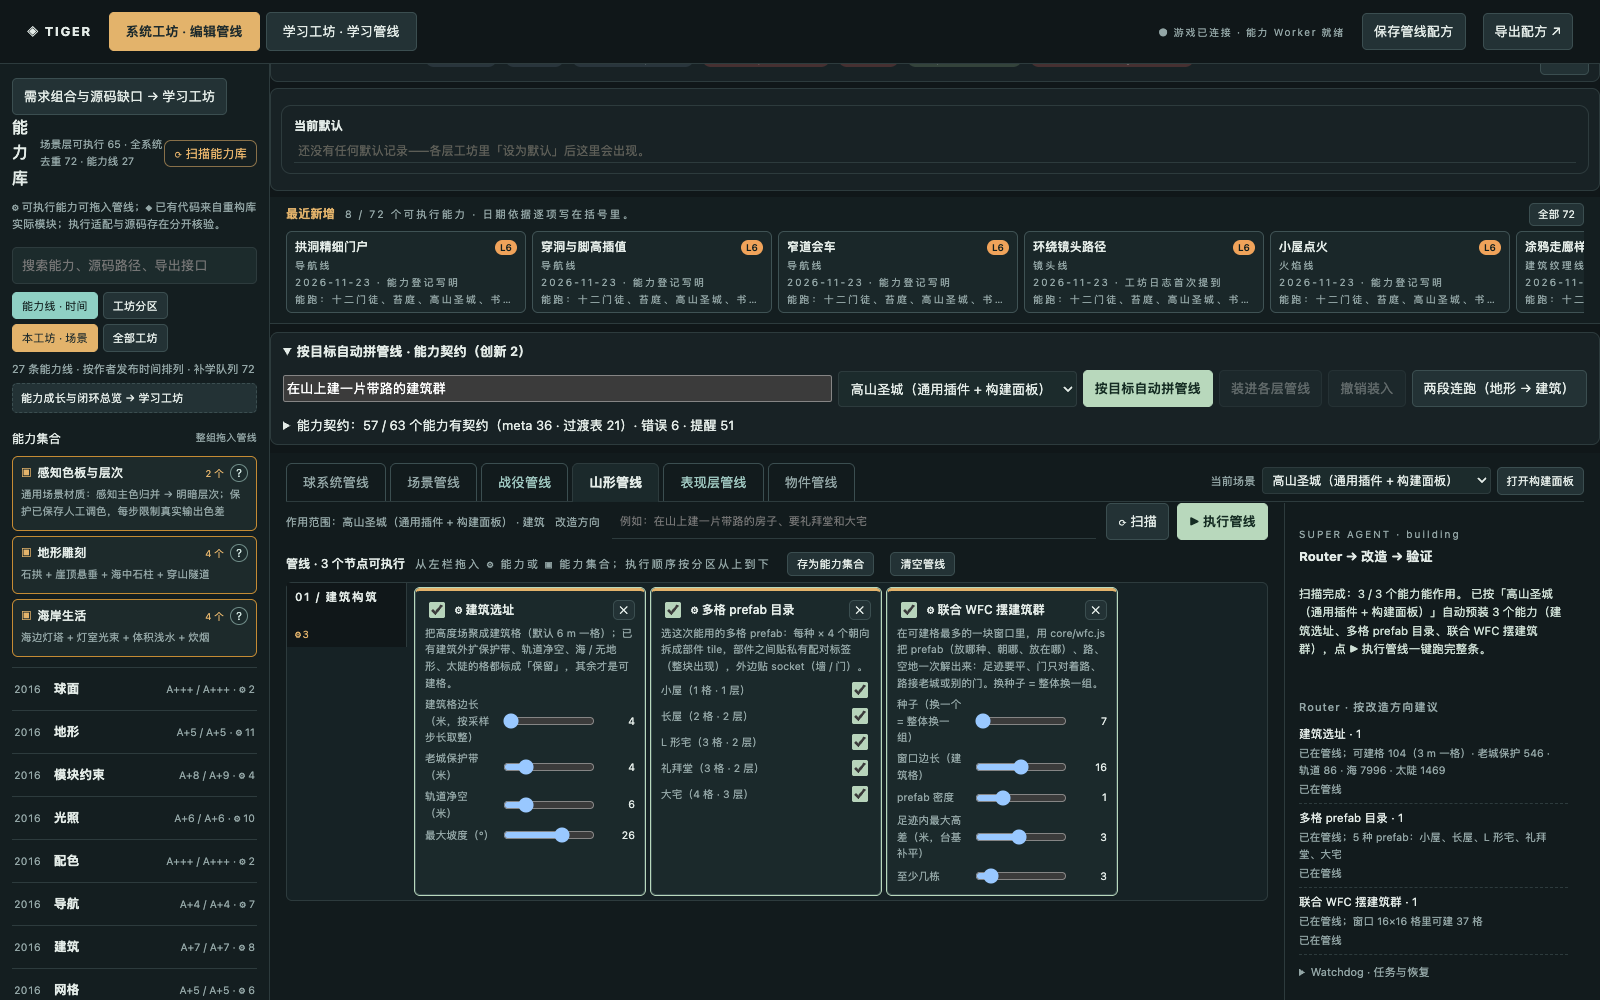 ◈ TIGER
系统工坊 · 编辑管线
学习工坊 · 学习管线
游戏已连接 · 能力 Worker 就绪
保存管线配方
导出配方 ↗
需求组合与源码缺口 → 学习工坊
能力库
场景层可执行 65 · 全系统去重 72 · 能力线 27
⟳ 扫描能力库
⚙ 可执行能力可拖入管线；◆ 已有代码来自重构库
实际模块；执行适配与源码存在分开核验。
搜索能力、源码路径、导出接口
能力线 · 时间
工坊分区
本工坊 · 场景
全部工坊
27 条能力线 · 按作者发布时间排列 · 补学队列 72
能力成长与闭环总览 → 学习工坊
能力集合
整组拖入管线
▣ 感知色板与层次
2 个
?
通用场景材质：感知主色归并 → 明暗层次；保
护已保存人工调色，每步限制真实输出色差
▣ 地形雕刻
4 个
?
石拱 + 崖顶悬垂 + 海中石柱 + 穿山隧道
▣ 海岸生活
4 个
?
海边灯塔 + 灯室光束 + 体积浅水 + 炊烟
2016 球面 A+++ / A+++ · ⚙ 2
2016 地形 A+5 / A+5 · ⚙ 11
2016 模块约束 A+8 / A+9 · ⚙ 4
2016 光照 A+6 / A+6 · ⚙ 10
2016 配色 A+++ / A+++ · ⚙ 2
2016 导航 A+4 / A+4 · ⚙ 7
2016 建筑 A+7 / A+7 · ⚙ 8
2016 网格 A+5 / A+5 · ⚙ 6
当前默认
还没有任何默认记录——各层工坊里「设为默认」后这里会出现。
最近新增
8 / 72 个可执行能力 · 日期依据逐项写在括号里。
全部 72
拱洞精细门户
L6
导航线
2026-11-23 · 能力登记写明
能跑：十二门徒、苔庭、高山圣城、书…
穿洞与脚高插值
L6
导航线
2026-11-23 · 能力登记写明
能跑：十二门徒、苔庭、高山圣城、书…
窄道会车
L6
导航线
2026-11-23 · 能力登记写明
能跑：十二门徒、苔庭、高山圣城、书…
环绕镜头路径
L6
镜头线
2026-11-23 · 工坊日志首次提到
能跑：十二门徒、苔庭、高山圣城、书…
小屋点火
L6
火焰线
2026-11-23 · 能力登记写明
能跑：十二门徒、苔庭、高山圣城、书…
涂鸦走廊样
建筑纹理线
2026-11-
能跑：十二
▼ 按目标自动拼管线 · 能力契约（创新 2）
在山上建一片带路的建筑群
高山圣城（通用插件 + 构建面板）
按目标自动拼管线
装进各层管线
撤销装入
两段连跑（地形 → 建筑）
▶ 能力契约：57 / 63 个能力有契约（meta 36 · 过渡表 21）· 错误 6 · 提醒 51
球系统管线
场景管线
战役管线
山形管线
表现层管线
物件管线
当前场景
高山圣城（通用插件 + 构建面板）
打开构建面板
作用范围：高山圣城（通用插件 + 构建面板）· 建筑
改造方向
例如：在山上建一片带路的房子、要礼拜堂和大宅
⟳ 扫描
▶ 执行管线
管线 · 3 个节点可执行
从左栏拖入 ⚙ 能力或 ▣ 能力集合；执行顺序按分区从上到下
存为能力集合
清空管线
01 / 建筑构筑
⚙3
⚙ 建筑选址
✕
把高度场聚成建筑格（默认 6 m 一格）；已
有建筑外扩保护带、轨道净空、海 / 无地
形、太陡的格都标成「保留」，其余才是可
建格。
建筑格边长（米，按采样步长取整）
4
老城保护带（米）
4
轨道净空（米）
6
最大坡度（°）
26
⚙ 多格 prefab 目录
✕
选这次能用的多格 prefab：每种 × 4 个朝向
拆成部件 tile，部件之间贴私有配对标签
（整块出现），外边贴 socket（墙 / 门）。
小屋（1 格 · 1 层）
长屋（2 格 · 2 层）
L 形宅（3 格 · 2 层）
礼拜堂（3 格 · 2 层）
大宅（4 格 · 3 层）
⚙ 联合 WFC 摆建筑群
✕
在可建格最多的一块窗口里，用 core/wfc.js
把 prefab（放哪种、朝哪、放在哪）、路、
空地一次解出来：足迹要平、门只对着路、
路接老城或别的门。换种子 = 整体换一组。
种子（换一个 = 整体换一组）
7
窗口边长（建筑格）
16
prefab 密度
1
足迹内最大高差（米，台基补平）
3
至少几栋
3
SUPER AGENT · building
Router → 改造 → 验证
扫描完成：3 / 3 个能力能作用。 已按「高山圣城
（通用插件 + 构建面板）」自动预装 3 个能力（建
筑选址、多格 prefab 目录、联合 WFC 摆建筑
群），点 ▶ 执行管线一键跑完整条。
Router · 按改造方向建议
建筑选址 · 1
已在管线；可建格 104（3 m 一格）· 老城保护 546 ·
轨道 86 · 海 7996 · 太陡 1469
已在管线
多格 prefab 目录 · 1
已在管线；5 种 prefab：小屋、长屋、L 形宅、礼拜
堂、大宅
已在管线
联合 WFC 摆建筑群 · 1
已在管线；窗口 16×16 格里可建 37 格
已在管线
▶ Watchdog · 任务与恢复